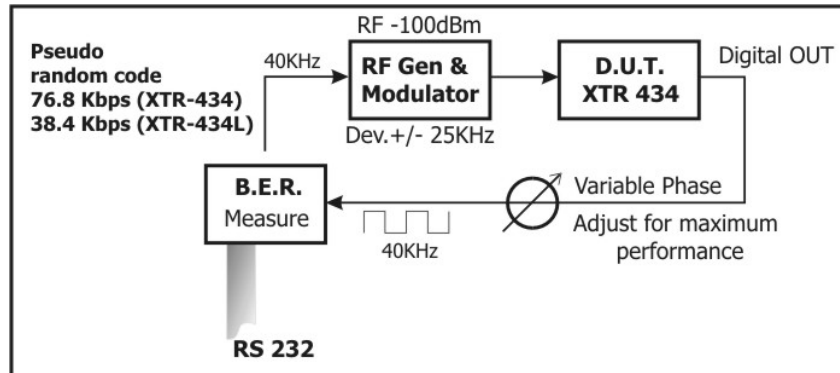 Pseudo
random code
76.8 Kbps (XTR-434)
38.4 Kbps (XTR-434L)
40KHz
RF -100dBm
RF Gen &
Modulator
Dev.+/- 25KHz
D.U.T.
XTR 434
Digital OUT
B.E.R.
Measure
40KHz
Variable Phase
Adjust for maximum
performance
RS 232